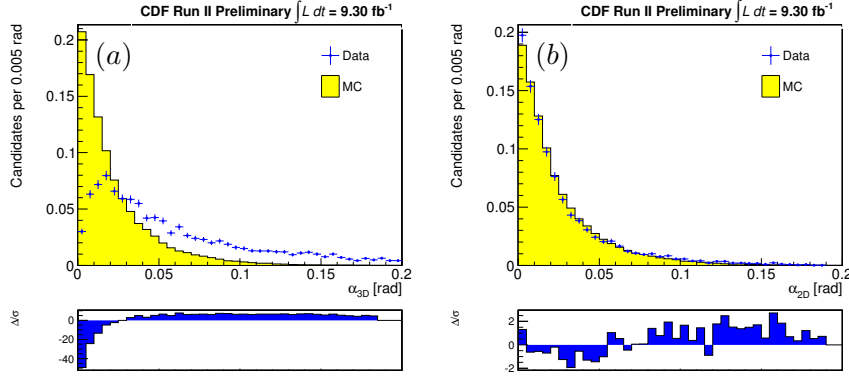 CDF Run II Preliminary ∫L dt = 9.30 fb⁻¹
Candidates per 0.005 rad
0.2
0.15
0.1
0.05
0
(a)
Data
MC
0 0.05 0.1 0.15 0.2
α3D [rad]
Δ/σ
0
-20
-40
CDF Run II Preliminary ∫L dt = 9.30 fb⁻¹
Candidates per 0.005 rad
0.2
0.15
0.1
0.05
0
(b)
Data
MC
0 0.05 0.1 0.15 0.2
α2D [rad]
Δ/σ
2
0
-2